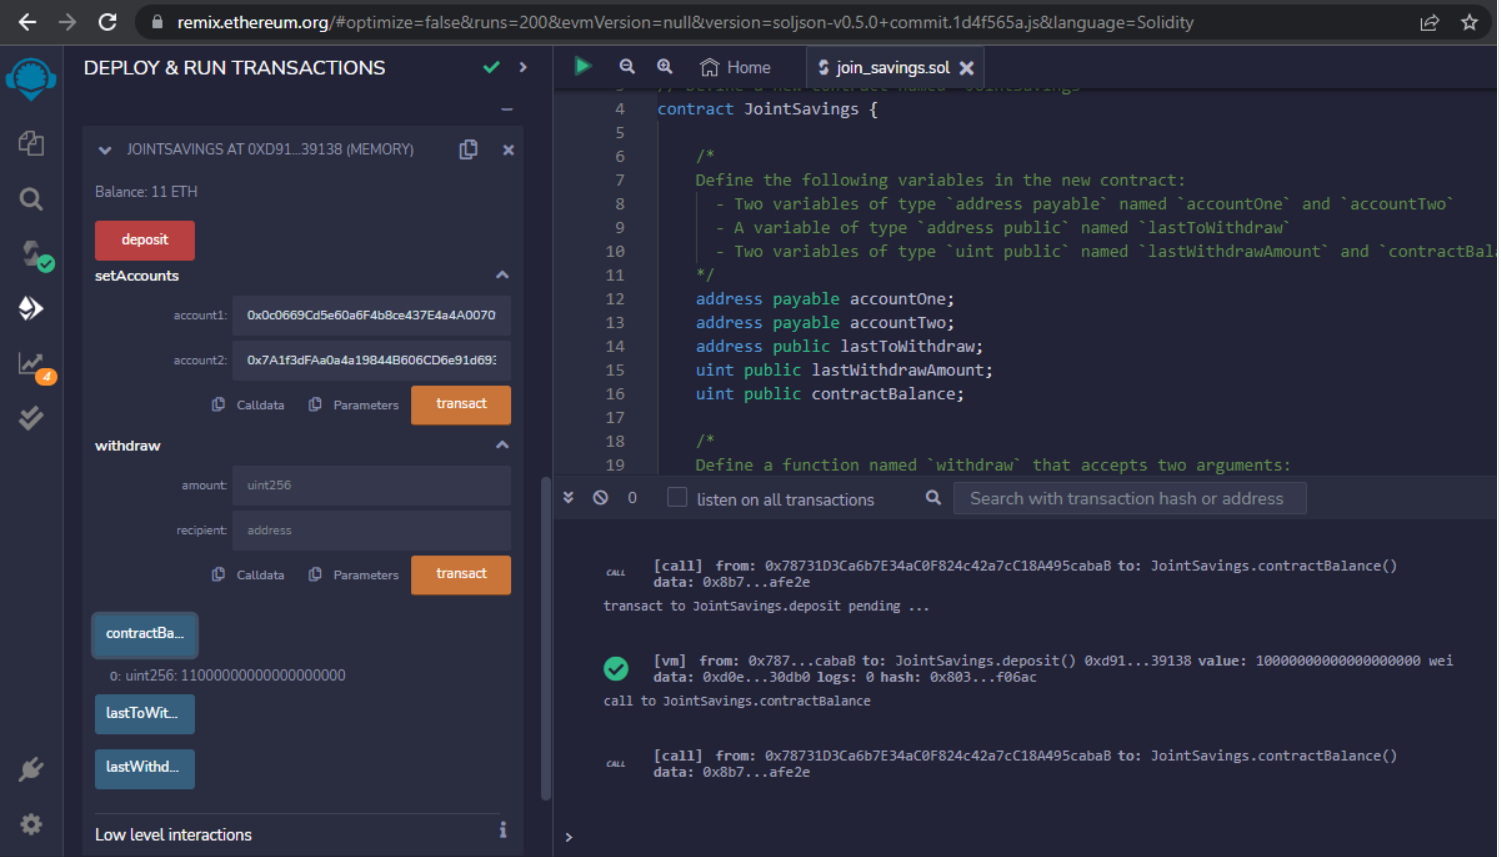 remix.ethereum.org/#optimize=false&runs=200&evmVersion=null&version=soljson-v0.5.0+commit.1d4f565a.js&language=Solidity
DEPLOY & RUN TRANSACTIONS
JOINTSAVINGS AT 0XD91...39138 (MEMORY)
Balance: 11 ETH
deposit
setAccounts
account1: 0x0c0669Cd5e60a6F4b8ce437E4a4A0070
account2: 0x7A1f3dFAa0a4a19844B606CD6e91d693
Calldata Parameters transact
withdraw
amount: uint256
recipient: address
Calldata Parameters transact
contractBa...
0: uint256: 11000000000000000000
lastToWit...
lastWithd...
Low level interactions
4
Home join_savings.sol
3 // Define a new contract named `JointSavings`
4 contract JointSavings {
5
6 /*
7 Define the following variables in the new contract:
8 - Two variables of type `address payable` named `accountOne` and `accountTwo`
9 - A variable of type `address public` named `lastToWithdraw`
10 - Two variables of type `uint public` named `lastWithdrawAmount` and `contractBala
11 */
12 address payable accountOne;
13 address payable accountTwo;
14 address public lastToWithdraw;
15 uint public lastWithdrawAmount;
16 uint public contractBalance;
17
18 /*
19 Define a function named `withdraw` that accepts two arguments:
0 listen on all transactions Search with transaction hash or address
CALL [call] from: 0x78731D3Ca6b7E34aC0F824c42a7cC18A495cabaB to: JointSavings.contractBalance()
data: 0x8b7...afe2e
transact to JointSavings.deposit pending ...
[vm] from: 0x787...cabaB to: JointSavings.deposit() 0xd91...39138 value: 10000000000000000000 wei
data: 0xd0e...30db0 logs: 0 hash: 0x803...f06ac
call to JointSavings.contractBalance
CALL [call] from: 0x78731D3Ca6b7E34aC0F824c42a7cC18A495cabaB to: JointSavings.contractBalance()
data: 0x8b7...afe2e
>